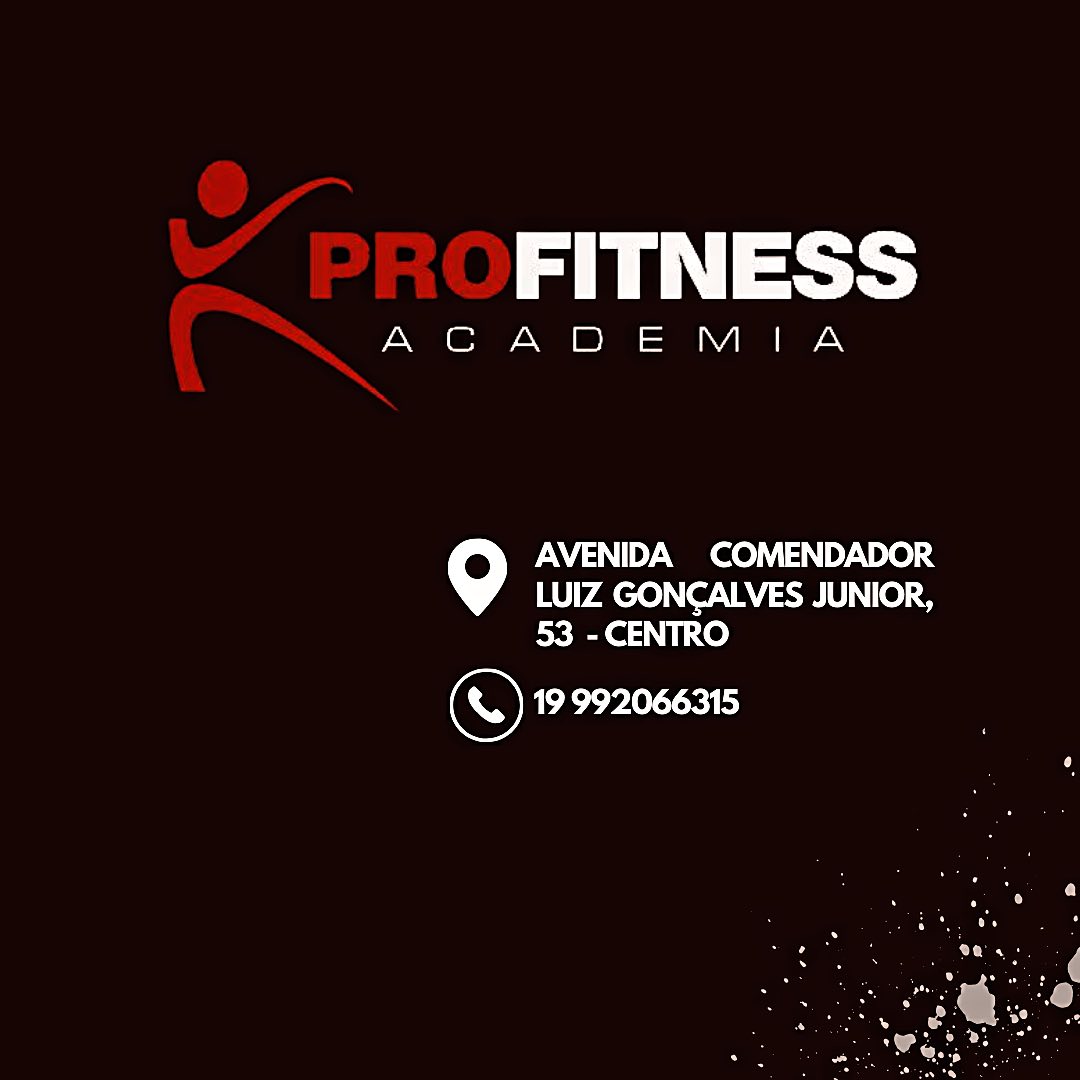 PROFITNESS
ACADEMIA
AVENIDA COMENDADOR
LUIZ GONÇALVES JUNIOR,
53 - CENTRO
19 992066315